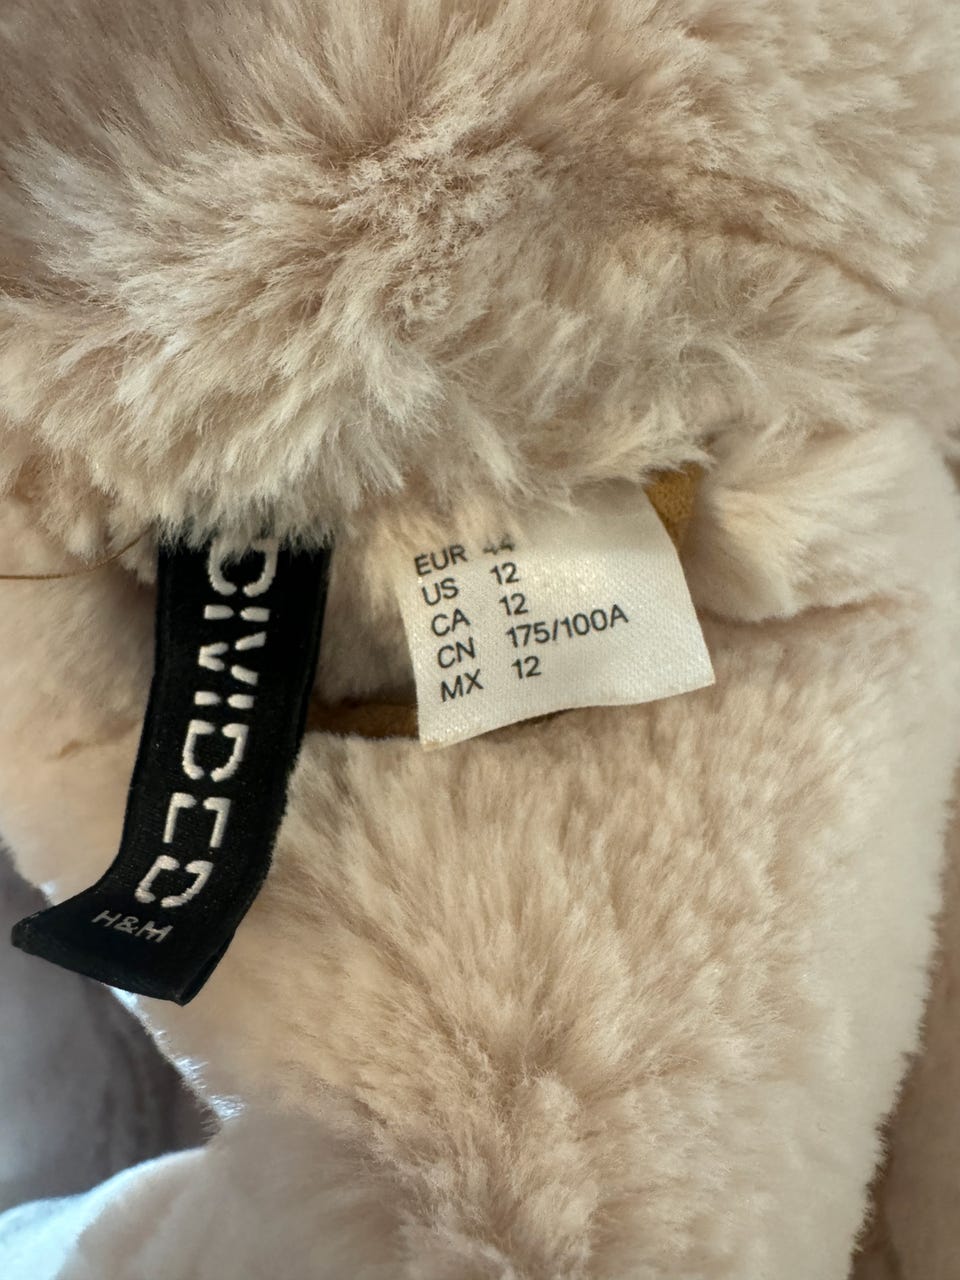 DIVIDED
H&M
EUR 44
US 12
CA 12
CN 175/100A
MX 12